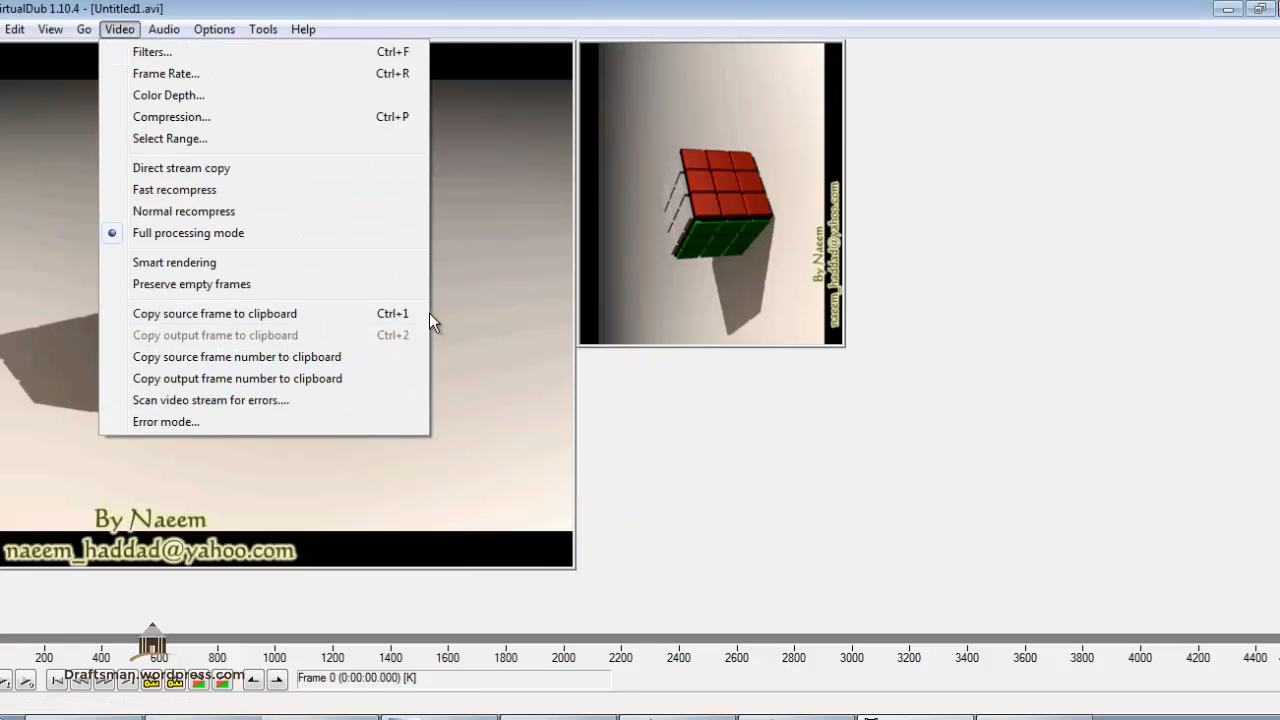 irtualDub 1.10.4 - [Untitled1.avi]
Edit View Go Video Audio Options Tools Help
Filters... Ctrl+F
Frame Rate... Ctrl+R
Color Depth...
Compression... Ctrl+P
Select Range...
Direct stream copy
Fast recompress
Normal recompress
Full processing mode
Smart rendering
Preserve empty frames
Copy source frame to clipboard Ctrl+1
Copy output frame to clipboard Ctrl+2
Copy source frame number to clipboard
Copy output frame number to clipboard
Scan video stream for errors....
Error mode...
By Naeem
naeem_haddad@yahoo.com
By Naeem
naeem_haddad@yahoo.com
200 400 600 800 1000 1200 1400 1600 1800 2000 2200 2400 2600 2800 3000 3200 3400 3600 3800 4000 4200 4400
Draftsman.wordpress.com
Frame 0 (0:00:00.000) [K]